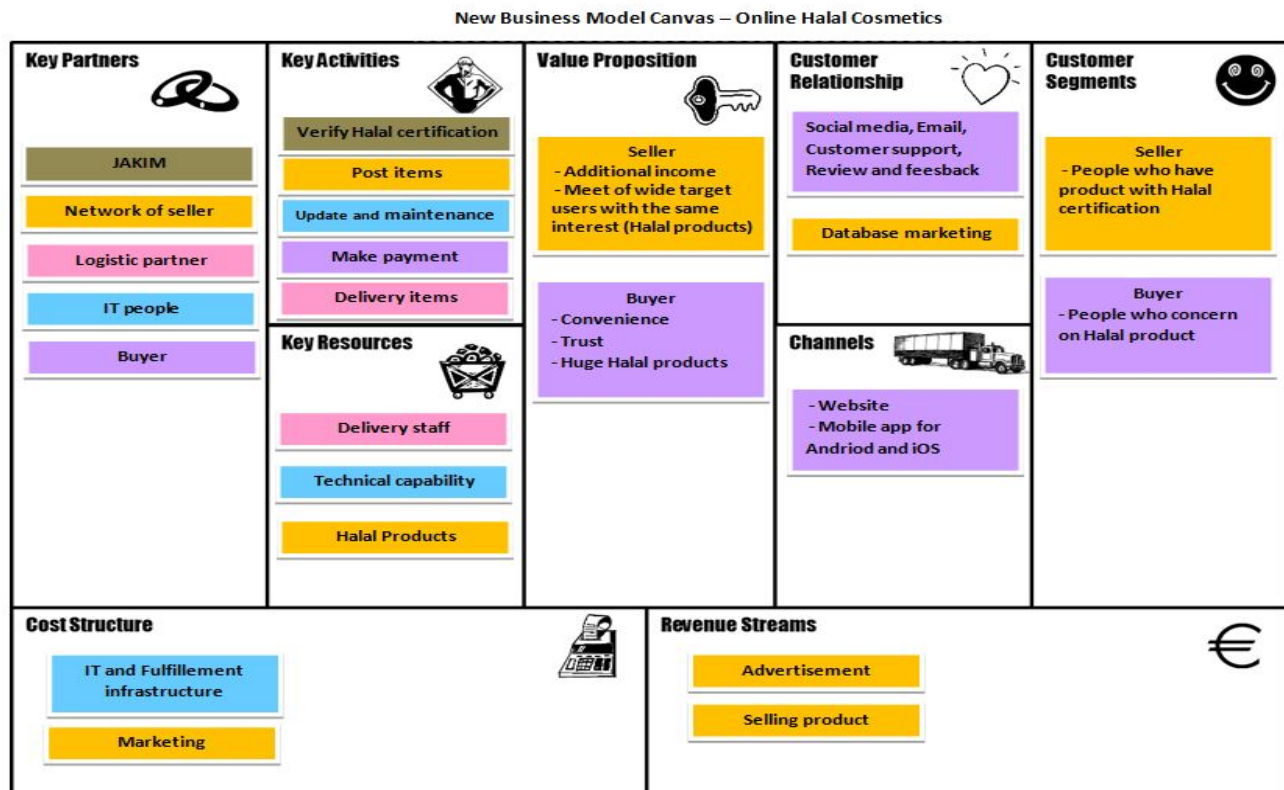 New Business Model Canvas – Online Halal Cosmetics
Key Partners
JAKIM
Network of seller
Logistic partner
IT people
Buyer
Key Activities
Verify Halal certification
Post items
Update and maintenance
Make payment
Delivery items
Key Resources
Delivery staff
Technical capability
Halal Products
Value Proposition
Seller
- Additional income
- Meet of wide target
users with the same
interest (Halal products)
Buyer
- Convenience
- Trust
- Huge Halal products
Customer
Relationship
Social media, Email,
Customer support,
Review and feesback
Database marketing
Channels
- Website
- Mobile app for
Andriod and iOS
Customer
Segments
Seller
- People who have
product with Halal
certification
Buyer
- People who concern
on Halal product
Cost Structure
IT and Fulfillement
infrastructure
Marketing
Revenue Streams
€
Advertisement
Selling product